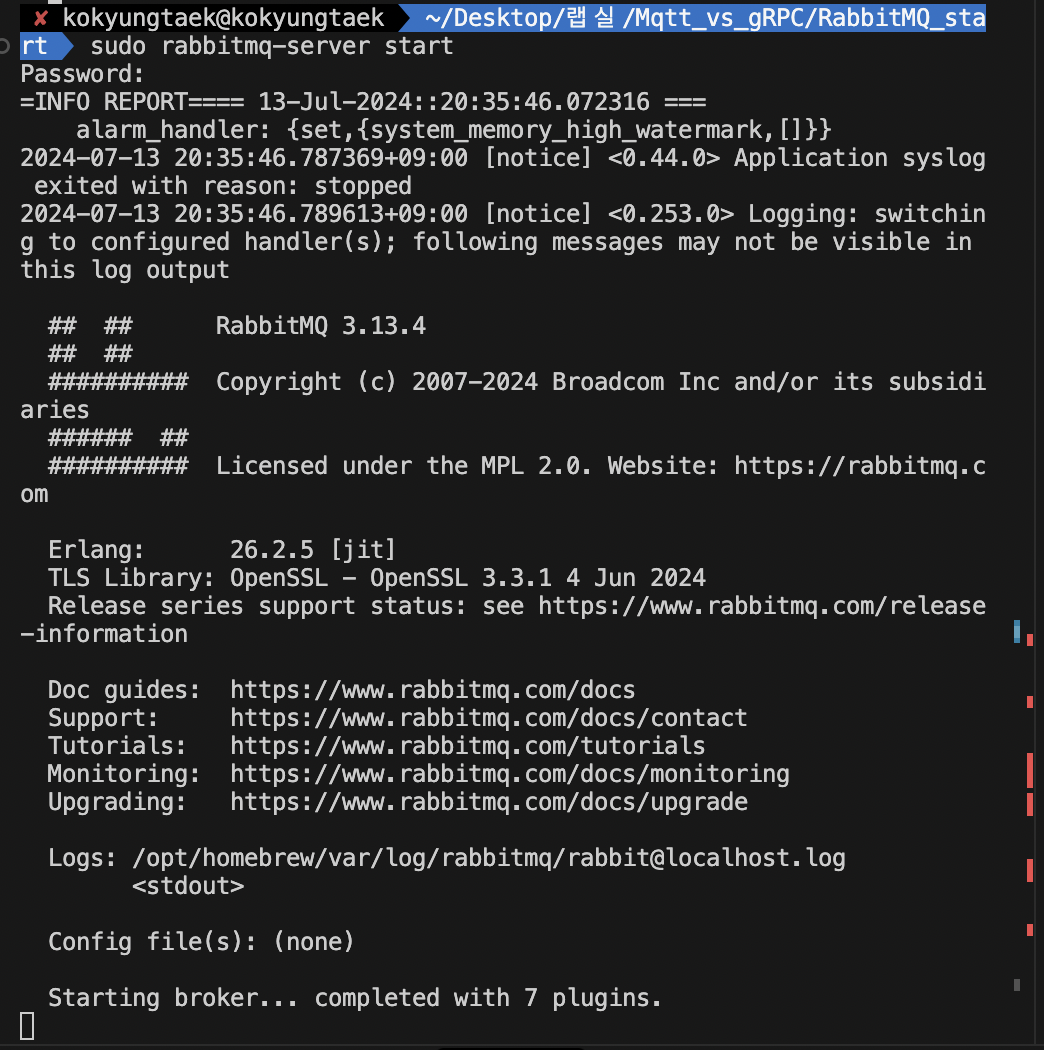 ✘ kokyungtaek@kokyungtaek ~/Desktop/랩 실 /Mqtt_vs_gRPC/RabbitMQ_sta
rt sudo rabbitmq-server start
Password:
=INFO REPORT==== 13-Jul-2024::20:35:46.072316 ===
    alarm_handler: {set,{system_memory_high_watermark,[]}}
2024-07-13 20:35:46.787369+09:00 [notice] <0.44.0> Application syslog
 exited with reason: stopped
2024-07-13 20:35:46.789613+09:00 [notice] <0.253.0> Logging: switchin
g to configured handler(s); following messages may not be visible in
this log output

  ##  ##      RabbitMQ 3.13.4
  ##  ##
  ##########  Copyright (c) 2007-2024 Broadcom Inc and/or its subsidi
aries
  ######  ##
  ##########  Licensed under the MPL 2.0. Website: https://rabbitmq.c
om

  Erlang:      26.2.5 [jit]
  TLS Library: OpenSSL - OpenSSL 3.3.1 4 Jun 2024
  Release series support status: see https://www.rabbitmq.com/release
-information

  Doc guides:  https://www.rabbitmq.com/docs
  Support:     https://www.rabbitmq.com/docs/contact
  Tutorials:   https://www.rabbitmq.com/tutorials
  Monitoring:  https://www.rabbitmq.com/docs/monitoring
  Upgrading:   https://www.rabbitmq.com/docs/upgrade

  Logs: /opt/homebrew/var/log/rabbitmq/rabbit@localhost.log
        <stdout>

  Config file(s): (none)

  Starting broker... completed with 7 plugins.